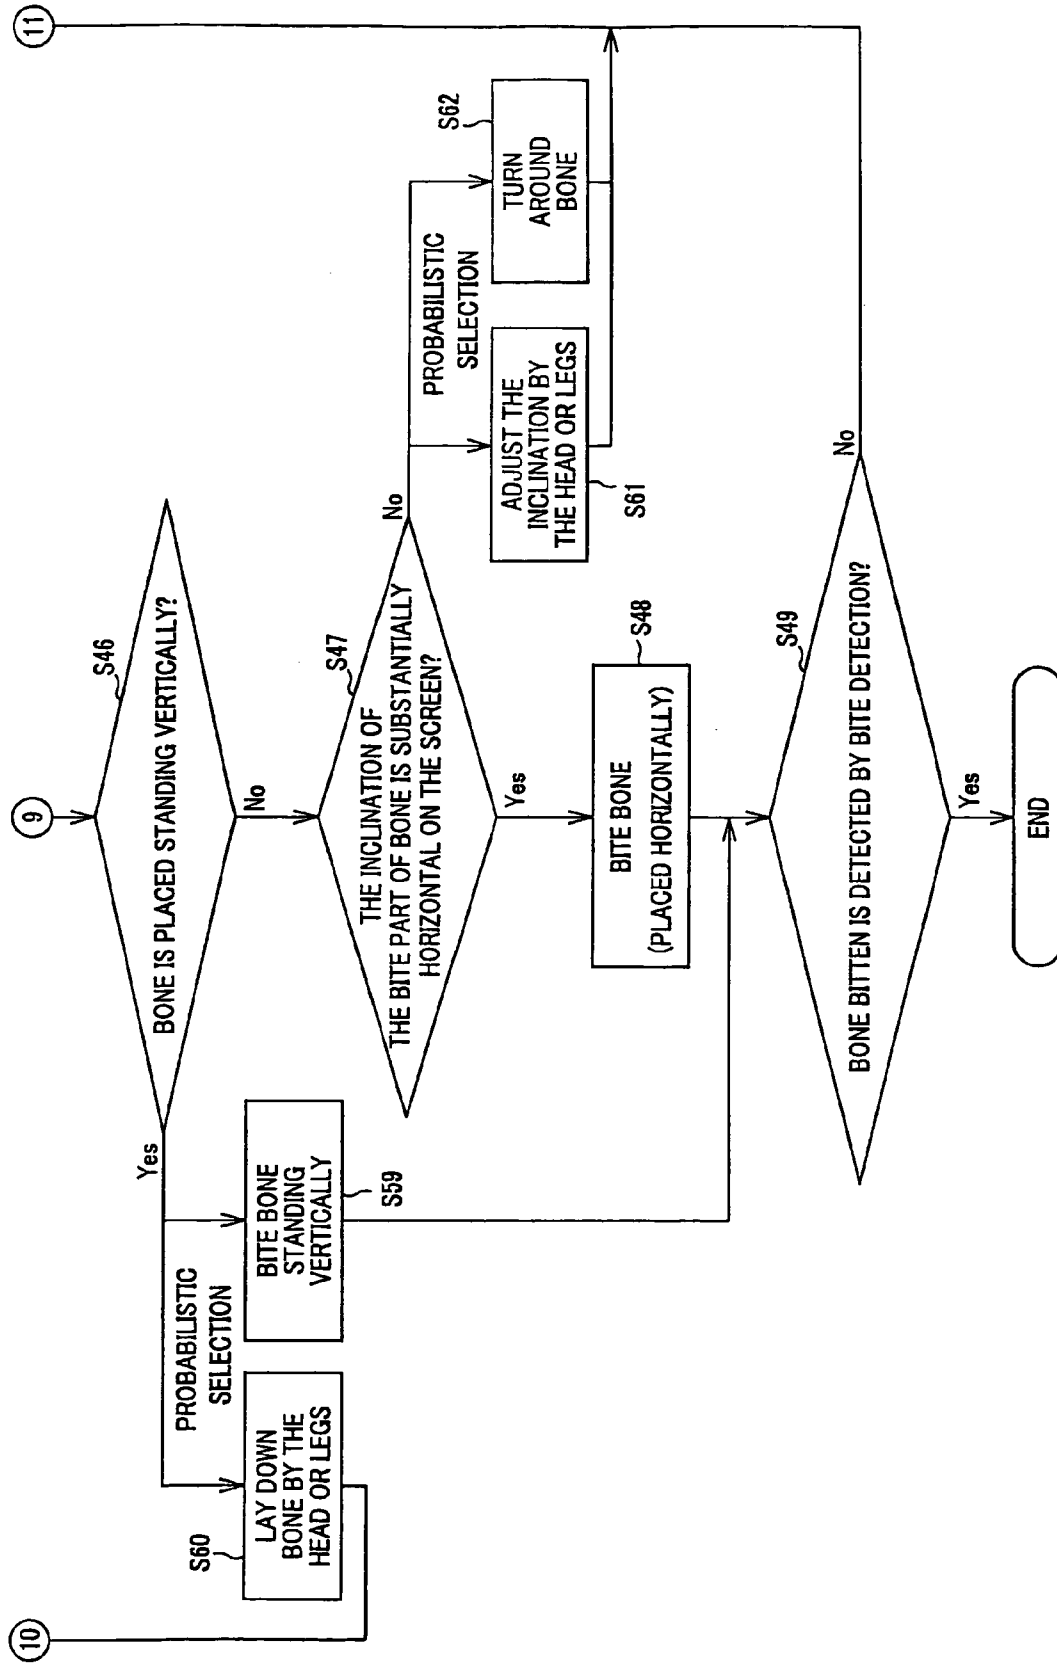 9
11
10
S46
BONE IS PLACED STANDING VERTICALLY?
Yes
No
PROBABILISTIC
SELECTION
S60
LAY DOWN
BONE BY THE
HEAD OR LEGS
BITE BONE
STANDING
VERTICALLY
S59
S47
THE INCLINATION OF
THE BITE PART OF BONE IS SUBSTANTIALLY
HORIZONTAL ON THE SCREEN?
No
Yes
PROBABILISTIC
SELECTION
ADJUST THE
INCLINATION BY
THE HEAD OR LEGS
S61
S62
TURN
AROUND
BONE
S48
BITE BONE
(PLACED HORIZONTALLY)
S49
BONE BITTEN IS DETECTED BY BITE DETECTION?
No
Yes
END